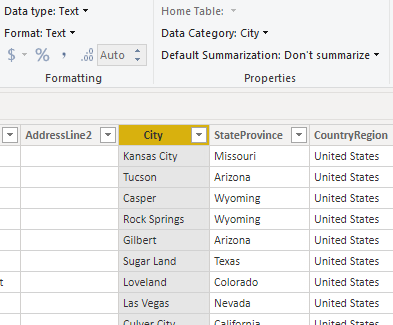 Data type: Text
Home Table:
Format: Text
Data Category: City
$ % , .00 Auto
Default Summarization: Don't summarize
Formatting
Properties
AddressLine2 City StateProvince CountryRegion
Kansas City Missouri United States
Tucson Arizona United States
Casper Wyoming United States
Rock Springs Wyoming United States
Gilbert Arizona United States
Sugar Land Texas United States
t Loveland Colorado United States
Las Vegas Nevada United States
Culver City California United States